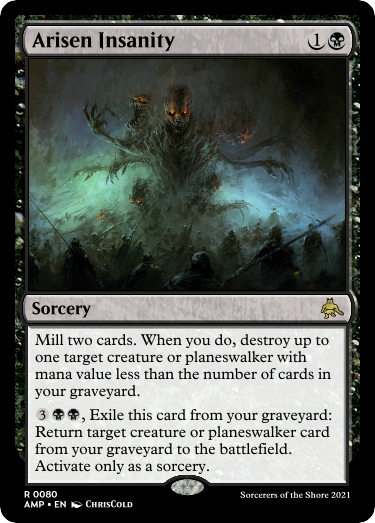 Arisen Insanity 1
Sorcery
Mill two cards. When you do, destroy up to
one target creature or planeswalker with
mana value less than the number of cards in
your graveyard.
3, Exile this card from your graveyard:
Return target creature or planeswalker card
from your graveyard to the battlefield.
Activate only as a sorcery.
R 0080
Sorcerers of the Shore 2021
AMP • EN ChrisCold